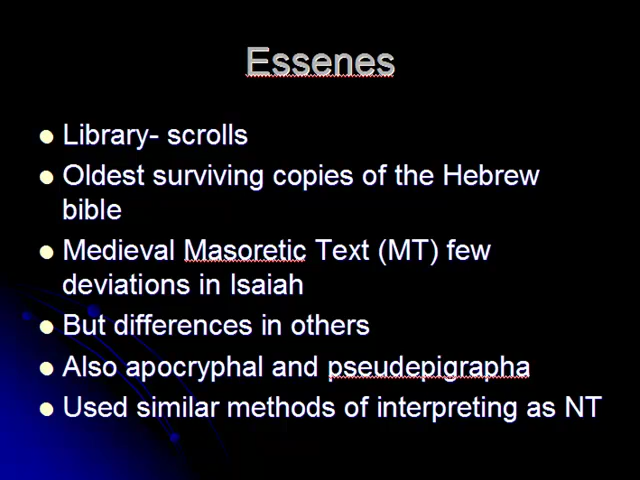 Essenes
Library- scrolls
Oldest surviving copies of the Hebrew
bible
Medieval Masoretic Text (MT) few
deviations in Isaiah
But differences in others
Also apocryphal and pseudepigrapha
Used similar methods of interpreting as NT